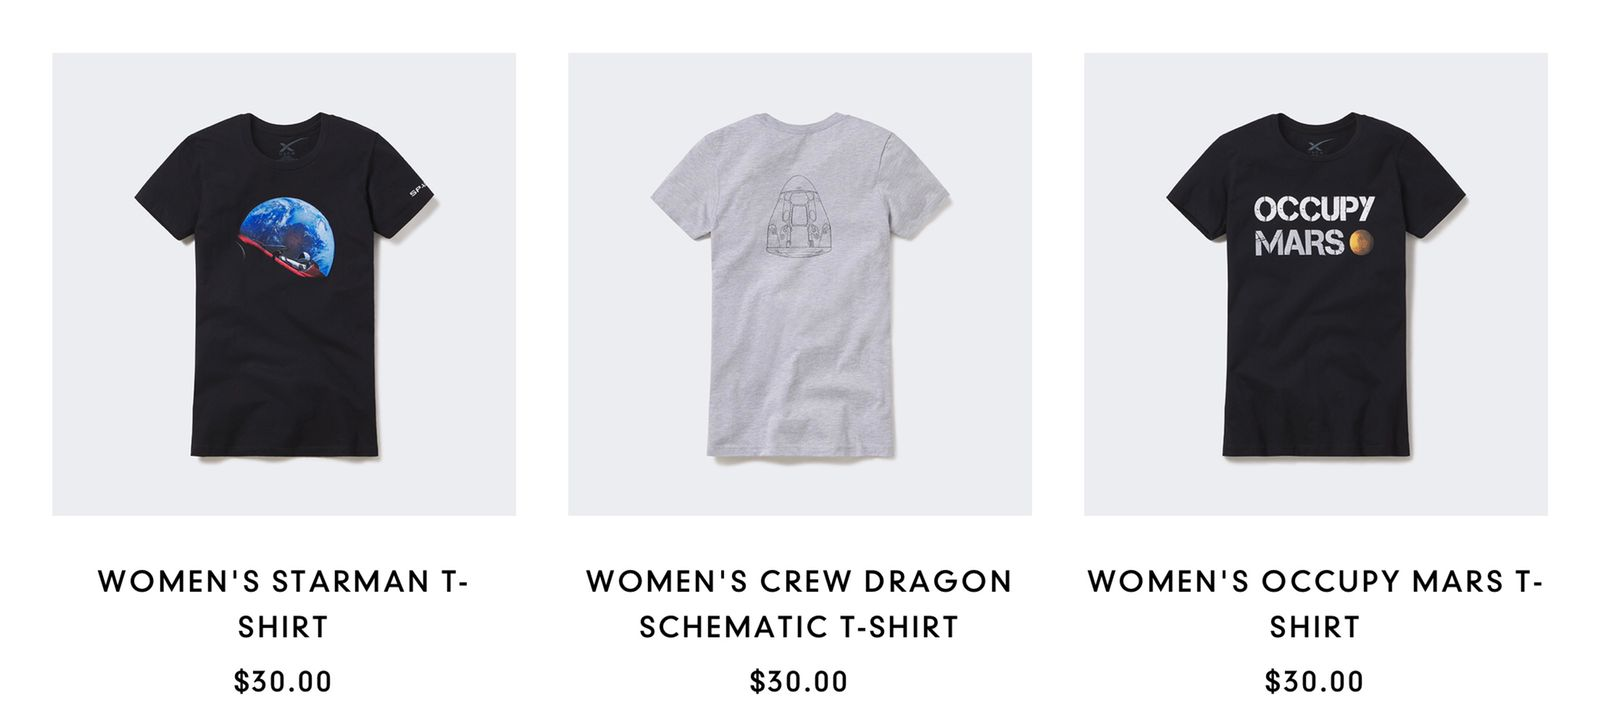 OCCUPY
MARS
WOMEN'S STARMAN T-
SHIRT
$30.00
WOMEN'S CREW DRAGON
SCHEMATIC T-SHIRT
$30.00
WOMEN'S OCCUPY MARS T-
SHIRT
$30.00